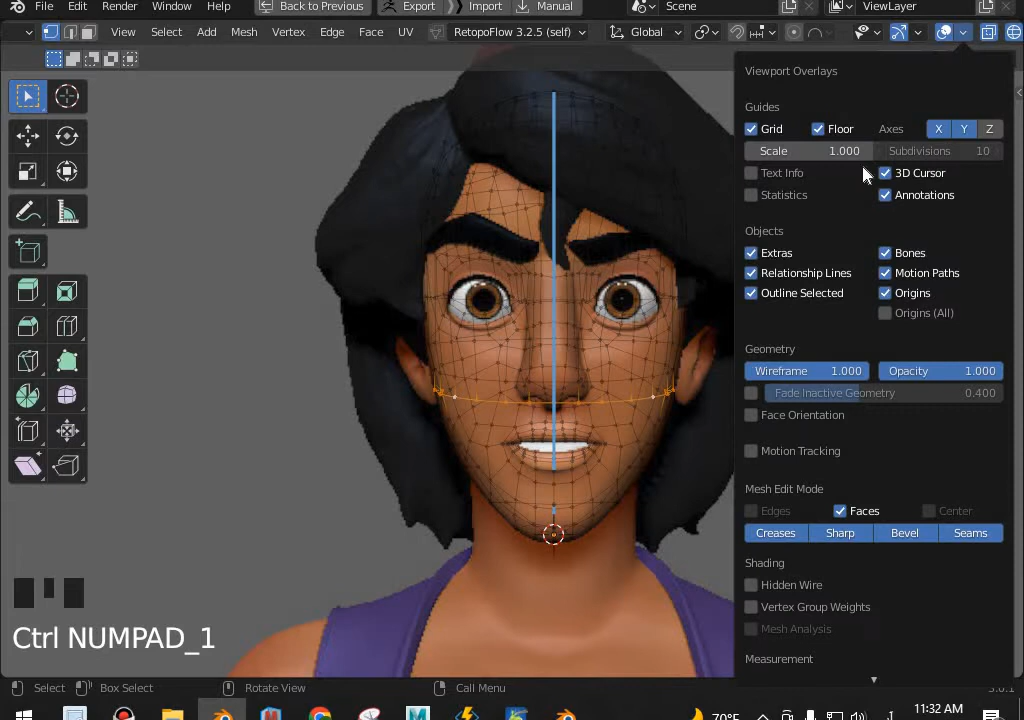 File Edit Render Window Help Back to Previous Export Import Manual Scene ViewLayer
View Select Add Mesh Vertex Edge Face UV RetopoFlow 3.2.5 (self) Global
Viewport Overlays
Guides
Grid Floor Axes X Y Z
Scale 1.000 Subdivisions 10
Text Info 3D Cursor
Statistics Annotations
Objects
Extras Bones
Relationship Lines Motion Paths
Outline Selected Origins
Origins (All)
Geometry
Wireframe 1.000 Opacity 1.000
Fade Inactive Geometry 0.400
Face Orientation
Motion Tracking
Mesh Edit Mode
Edges Faces Center
Creases Sharp Bevel Seams
Shading
Hidden Wire
Vertex Group Weights
Mesh Analysis
Measurement
Ctrl NUMPAD_1
Select Box Select Rotate View Call Menu 3.0.1
70°F 11:32 AM